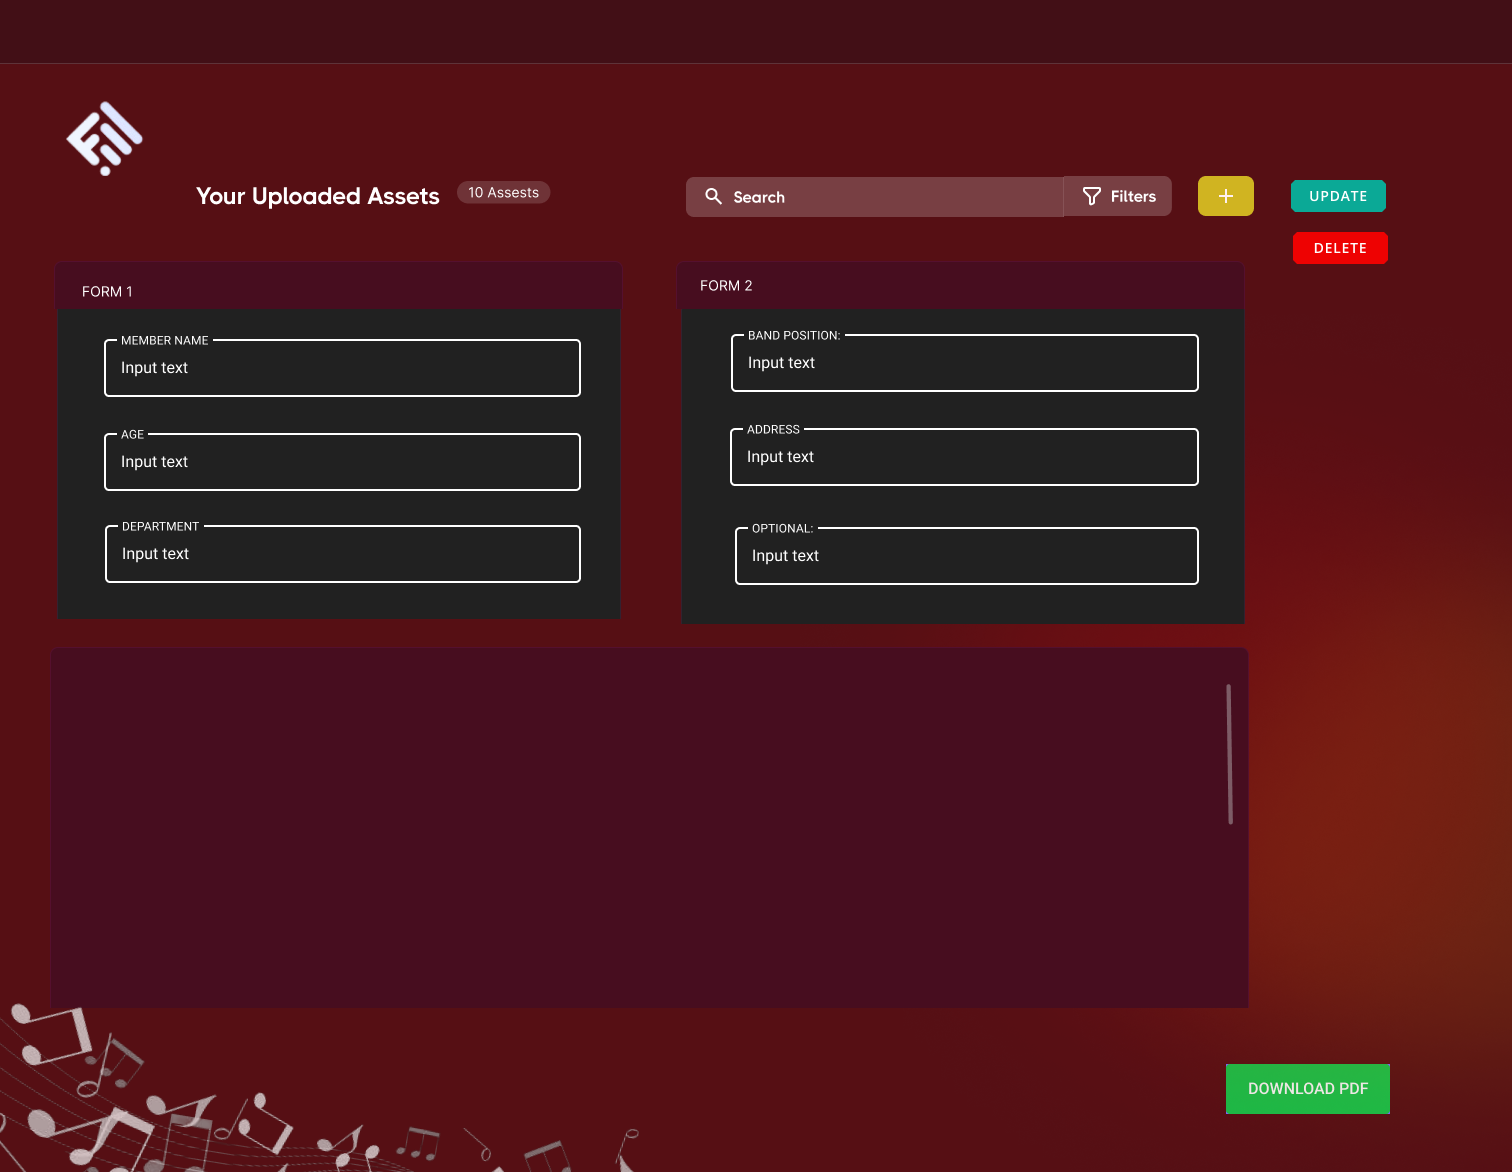 Your Uploaded Assets
10 Assests
Search
Filters
+
UPDATE
DELETE
FORM 1
MEMBER NAME
Input text
AGE
Input text
DEPARTMENT
Input text
FORM 2
BAND POSITION:
Input text
ADDRESS
Input text
OPTIONAL:
Input text
DOWNLOAD PDF